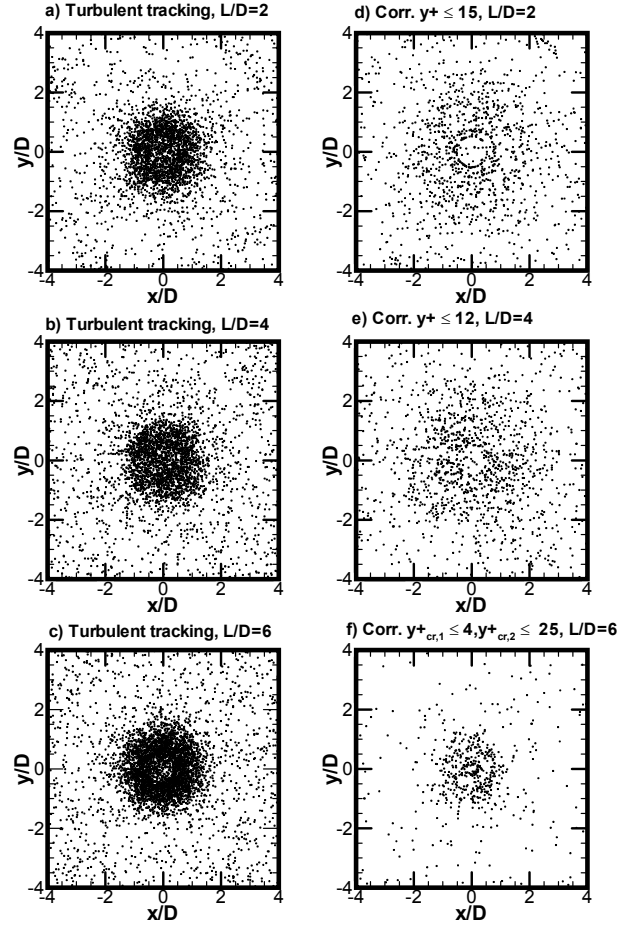 a) Turbulent tracking, L/D=2
4
2
0
-2
-4
y/D
-4 -2 0 2 4
x/D
d) Corr. y+ ≤ 15, L/D=2
4
2
0
-2
-4
y/D
-4 -2 0 2 4
x/D
b) Turbulent tracking, L/D=4
4
2
0
-2
-4
y/D
-4 -2 0 2 4
x/D
e) Corr. y+ ≤ 12, L/D=4
4
2
0
-2
-4
y/D
-4 -2 0 2 4
x/D
c) Turbulent tracking, L/D=6
4
2
0
-2
-4
y/D
-4 -2 0 2 4
x/D
f) Corr. y+cr,1 ≤ 4,y+cr,2 ≤ 25, L/D=6
4
2
0
-2
-4
y/D
-4 -2 0 2 4
x/D